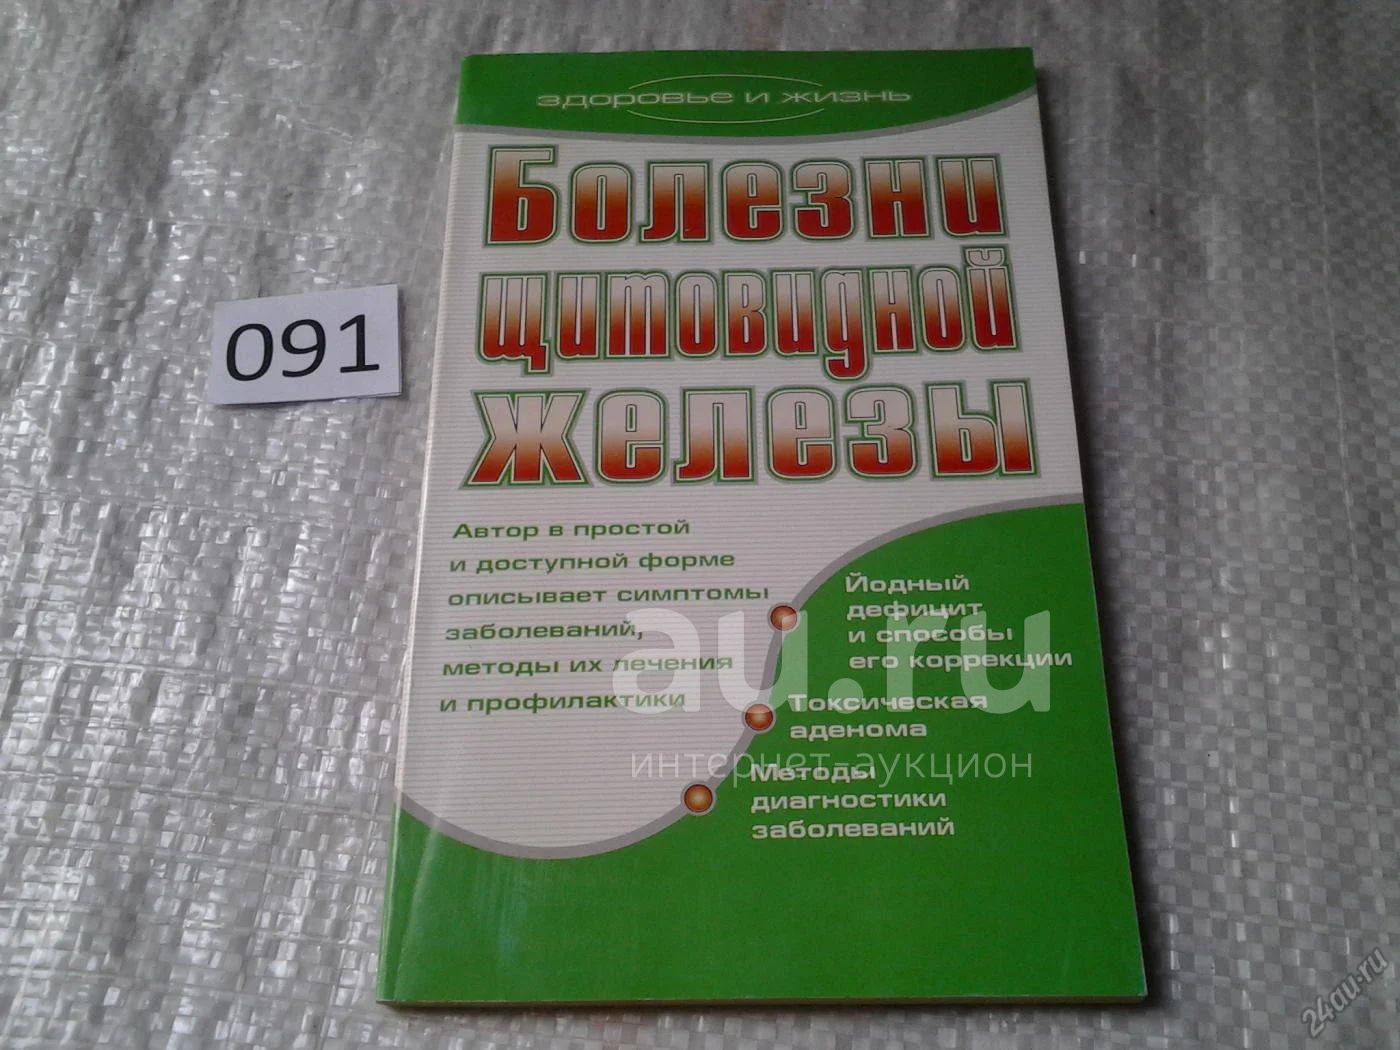 здоровье и жизнь
Болезни
щитовидной
железы
091
Автор в простой
и доступной форме
описывает симптомы
заболеваний,
методы их лечения
и профилактики
Йодный
дефицит
и способы
его коррекции
Токсическая
аденома
Методы
диагностики
заболеваний
au.ru
интернет-аукцион
24au.ru